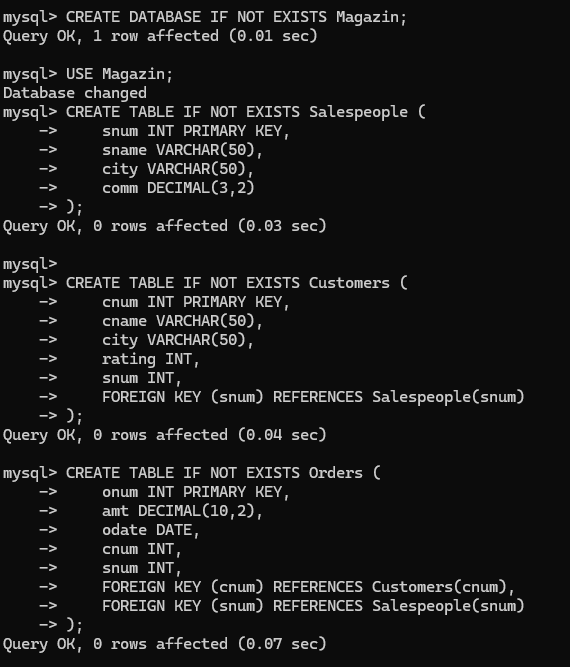 mysql> CREATE DATABASE IF NOT EXISTS Magazin;
Query OK, 1 row affected (0.01 sec)

mysql> USE Magazin;
Database changed
mysql> CREATE TABLE IF NOT EXISTS Salespeople (
    ->     snum INT PRIMARY KEY,
    ->     sname VARCHAR(50),
    ->     city VARCHAR(50),
    ->     comm DECIMAL(3,2)
    -> );
Query OK, 0 rows affected (0.03 sec)

mysql>
mysql> CREATE TABLE IF NOT EXISTS Customers (
    ->     cnum INT PRIMARY KEY,
    ->     cname VARCHAR(50),
    ->     city VARCHAR(50),
    ->     rating INT,
    ->     snum INT,
    ->     FOREIGN KEY (snum) REFERENCES Salespeople(snum)
    -> );
Query OK, 0 rows affected (0.04 sec)

mysql> CREATE TABLE IF NOT EXISTS Orders (
    ->     onum INT PRIMARY KEY,
    ->     amt DECIMAL(10,2),
    ->     odate DATE,
    ->     cnum INT,
    ->     snum INT,
    ->     FOREIGN KEY (cnum) REFERENCES Customers(cnum),
    ->     FOREIGN KEY (snum) REFERENCES Salespeople(snum)
    -> );
Query OK, 0 rows affected (0.07 sec)